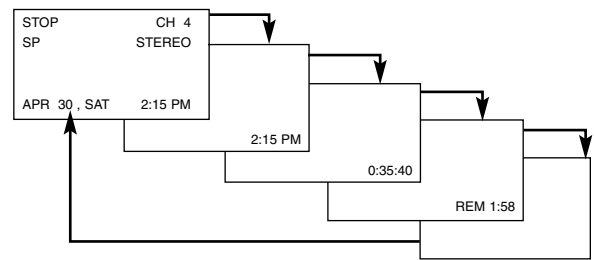 STOP CH 4
SP STEREO
APR 30 , SAT 2:15 PM
2:15 PM
0:35:40
REM 1:58